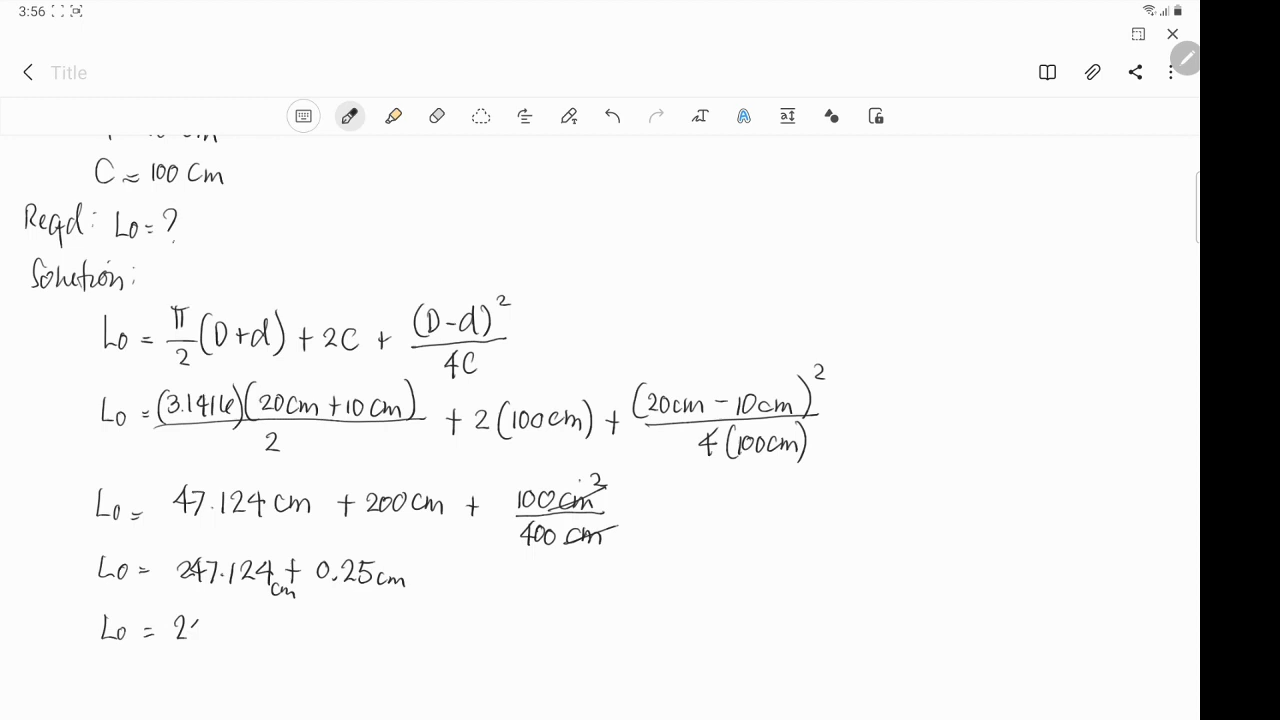 3:56
Title
C ≈ 100 Cm
Reqd: Lo = ?
Solution:
Lo = π/2 (D+d) + 2C + (D-d)²/4C
Lo = (3.1416)(20cm + 10cm)/2 + 2(100cm) + (20cm - 10cm)²/4(100cm)
Lo = 47.124 cm + 200cm + 100cm²/400cm
Lo = 247.124 cm + 0.25cm
Lo = 2